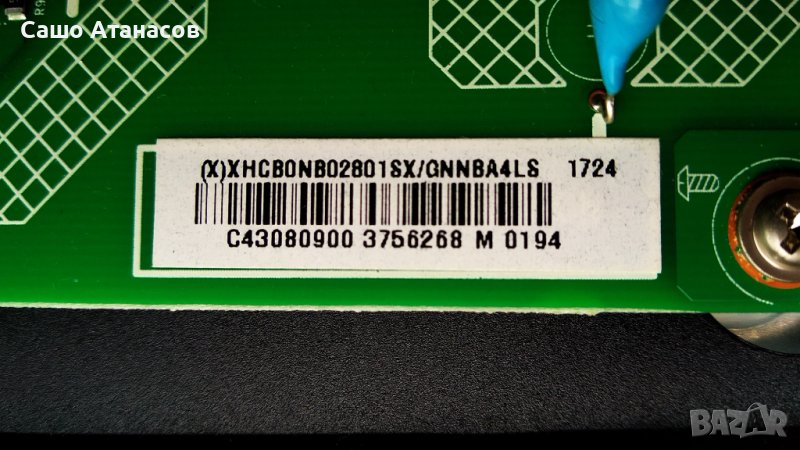 Сашо Атанасов
(X)XHCB0NB02801SX/GNNBA4LS 1724
C43080900 3756268 M 0194
BAZAR